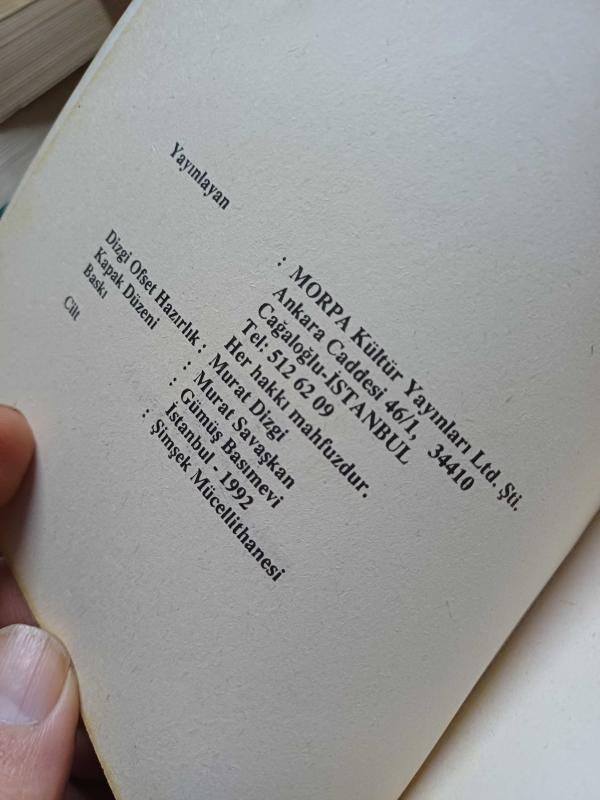 Yayınlayan : MORPA Kültür Yayınları Ltd. Şti.
Ankara Caddesi 46/1, 34410
Cağaloğlu-İSTANBUL
Tel: 512 62 09
Her hakkı mahfuzdur.
Dizgi Ofset Hazırlık : Murat Dizgi
Kapak Düzeni : Murat Savaşkan
Baskı : Gümüş Basımevi
İstanbul - 1992
Cilt : Şimşek Mücellithanesi